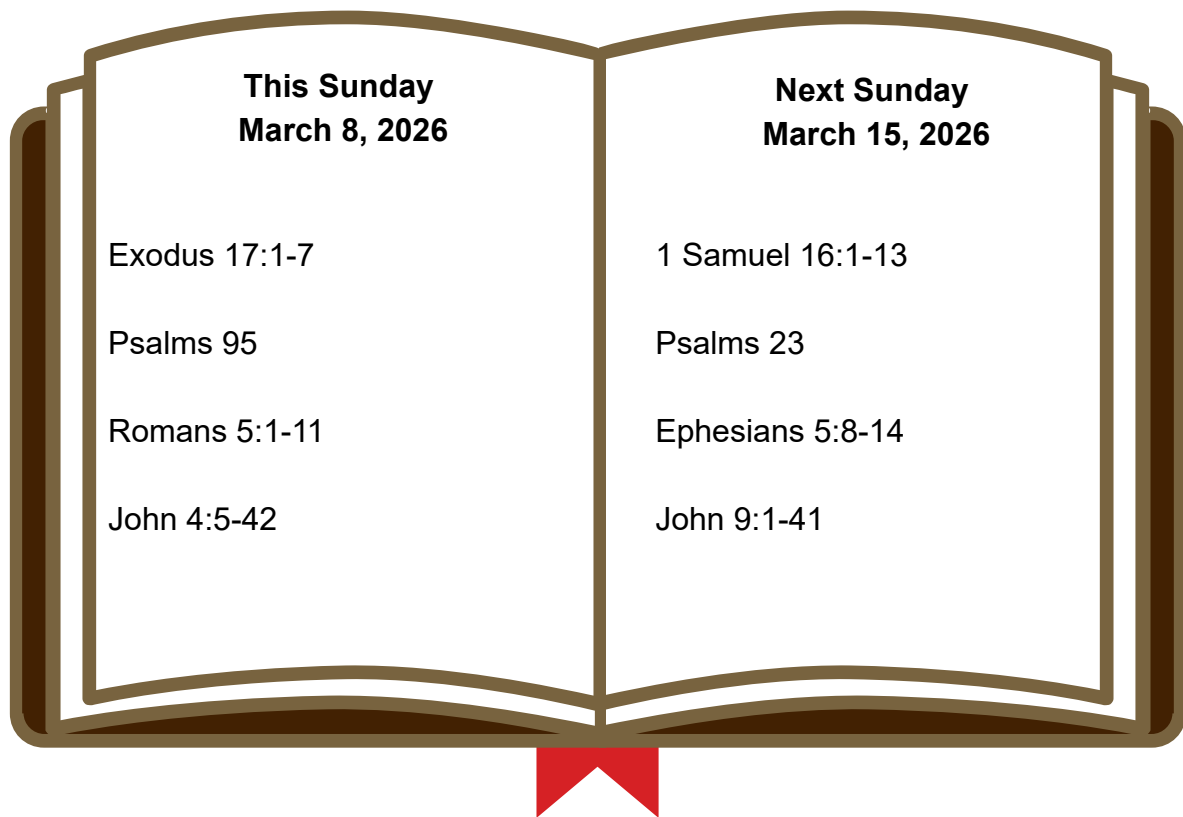 This Sunday
March 8, 2026
Exodus 17:1-7
Psalms 95
Romans 5:1-11
John 4:5-42
Next Sunday
March 15, 2026
1 Samuel 16:1-13
Psalms 23
Ephesians 5:8-14
John 9:1-41